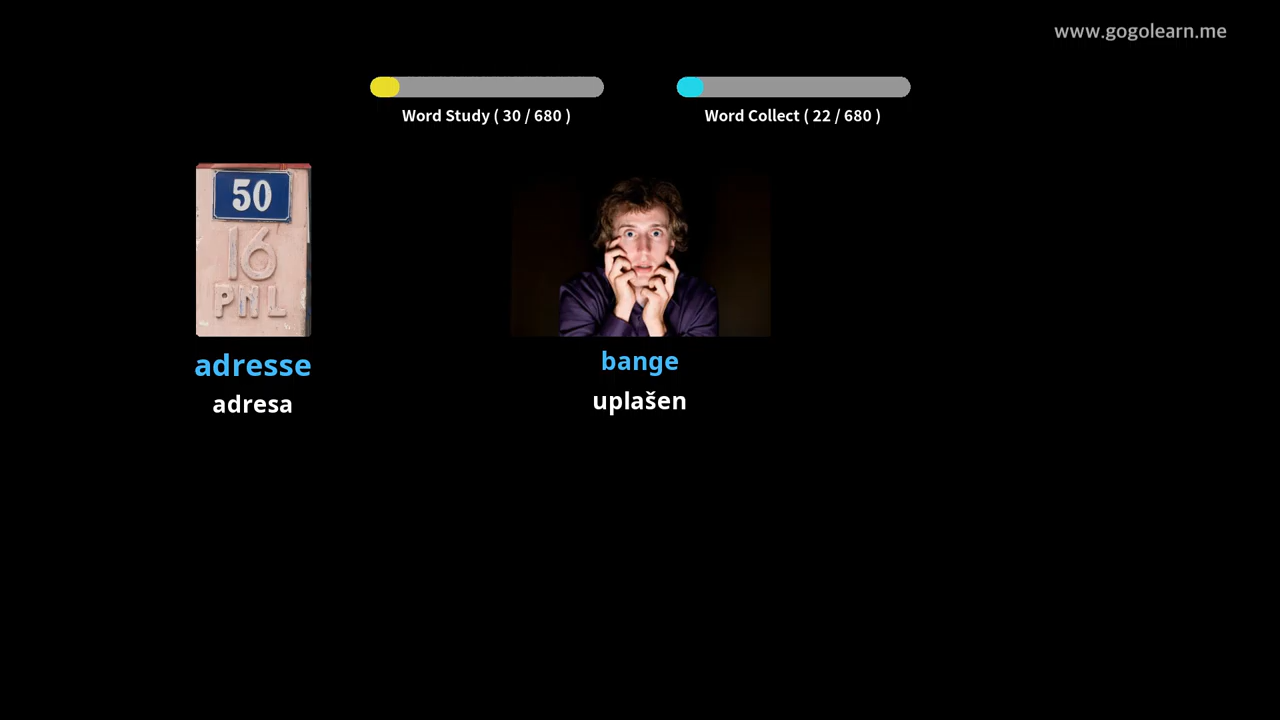 www.gogolearn.me
Word Study ( 30 / 680 )
Word Collect ( 22 / 680 )
50
16
PNL
adresse
bange
adresa
uplašen